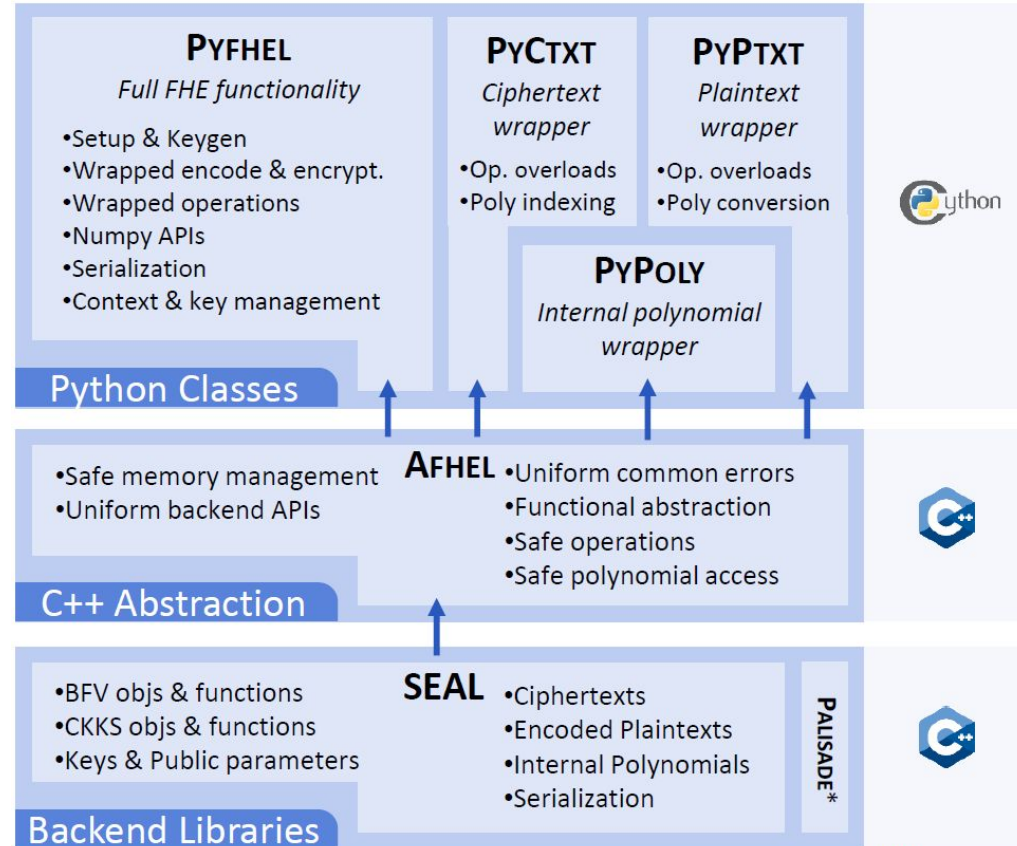 PYFHEL
Full FHE functionality
•Setup & Keygen
•Wrapped encode & encrypt.
•Wrapped operations
•Numpy APIs
•Serialization
•Context & key management
PYCTXT
Ciphertext
wrapper
•Op. overloads
•Poly indexing
PYPTXT
Plaintext
wrapper
•Op. overloads
•Poly conversion
PYPOLY
Internal polynomial
wrapper
Python Classes
Cython
AFHEL
•Safe memory management
•Uniform backend APIs
•Uniform common errors
•Functional abstraction
•Safe operations
•Safe polynomial access
C++ Abstraction
C++
SEAL
•BFV objs & functions
•CKKS objs & functions
•Keys & Public parameters
•Ciphertexts
•Encoded Plaintexts
•Internal Polynomials
•Serialization
PALISADE*
Backend Libraries
C++